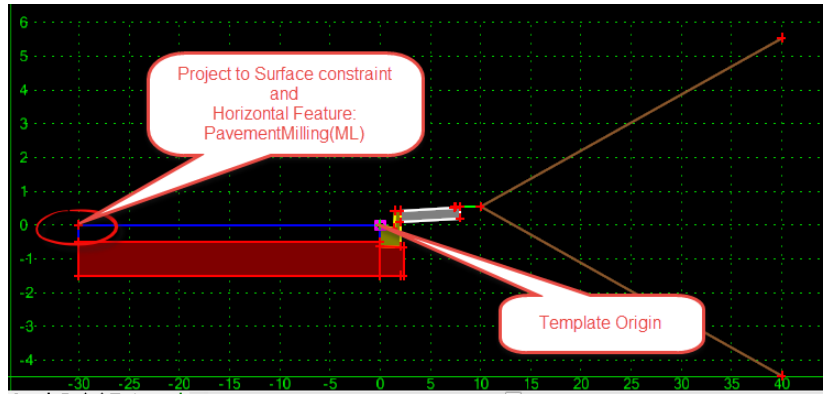 6
5
4
3
2
1
0
-1
-2
-3
-4
Project to Surface constraint
and
Horizontal Feature:
PavementMilling(ML)
Template Origin
-30 -25 -20 -15 -10 -5 0 5 10 15 20 25 30 35 40